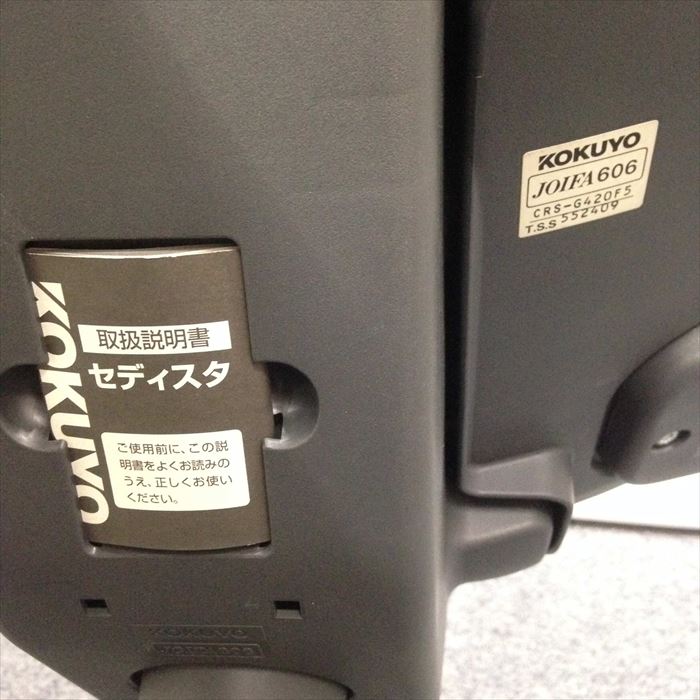 KOKUYO
取扱説明書
セディスタ
ご使用前に、この説
明書をよくお読みの
うえ、正しくお使い
ください。
KOKUYO
JOIFA606
CRS-G420F5
T.S.S 552409
KOKUYO